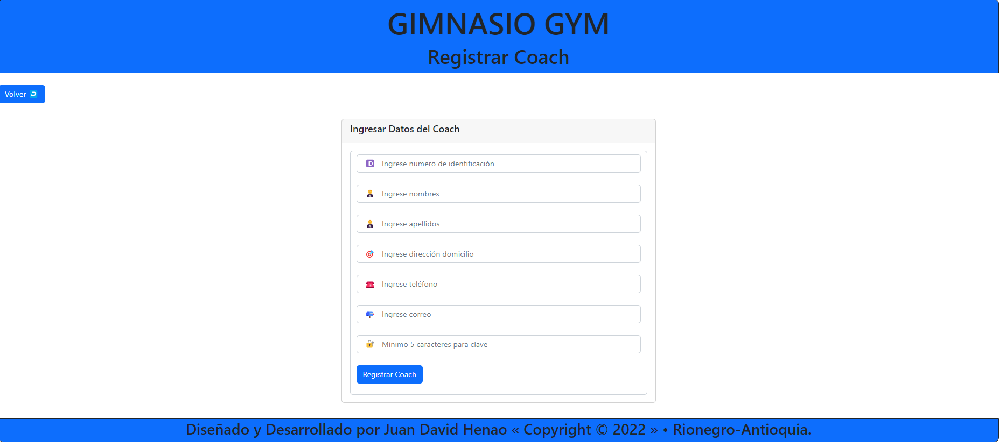 GIMNASIO GYM
Registrar Coach
Volver
Ingresar Datos del Coach
Ingrese numero de identificación
Ingrese nombres
Ingrese apellidos
Ingrese dirección domicilio
Ingrese teléfono
Ingrese correo
Mínimo 5 caracteres para clave
Registrar Coach
Diseñado y Desarrollado por Juan David Henao « Copyright © 2022 » • Rionegro-Antioquia.